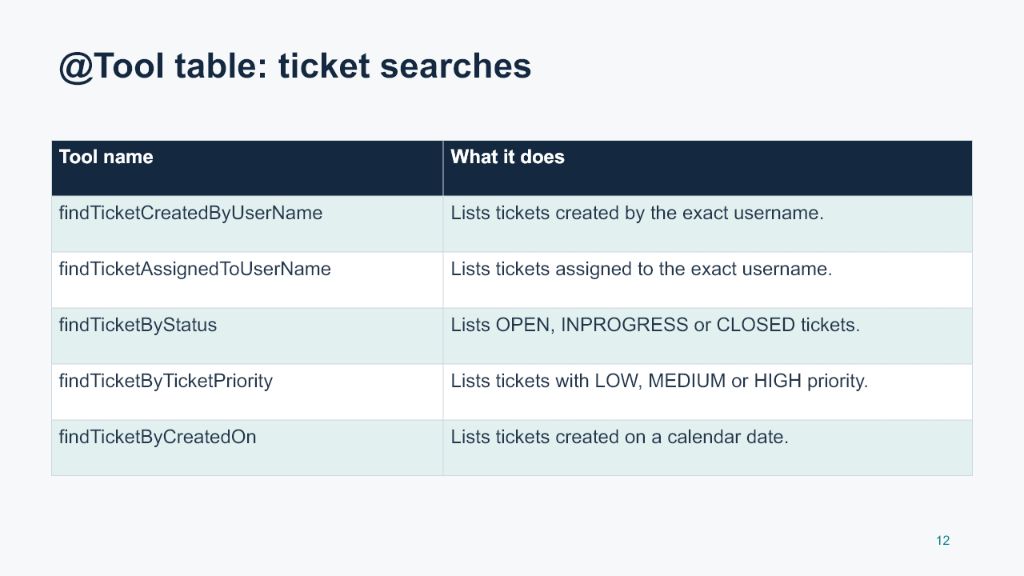 @Tool table: ticket searches
Tool name What it does
findTicketCreatedByUserName Lists tickets created by the exact username.
findTicketAssignedToUserName Lists tickets assigned to the exact username.
findTicketByStatus Lists OPEN, INPROGRESS or CLOSED tickets.
findTicketByTicketPriority Lists tickets with LOW, MEDIUM or HIGH priority.
findTicketByCreatedOn Lists tickets created on a calendar date.
12